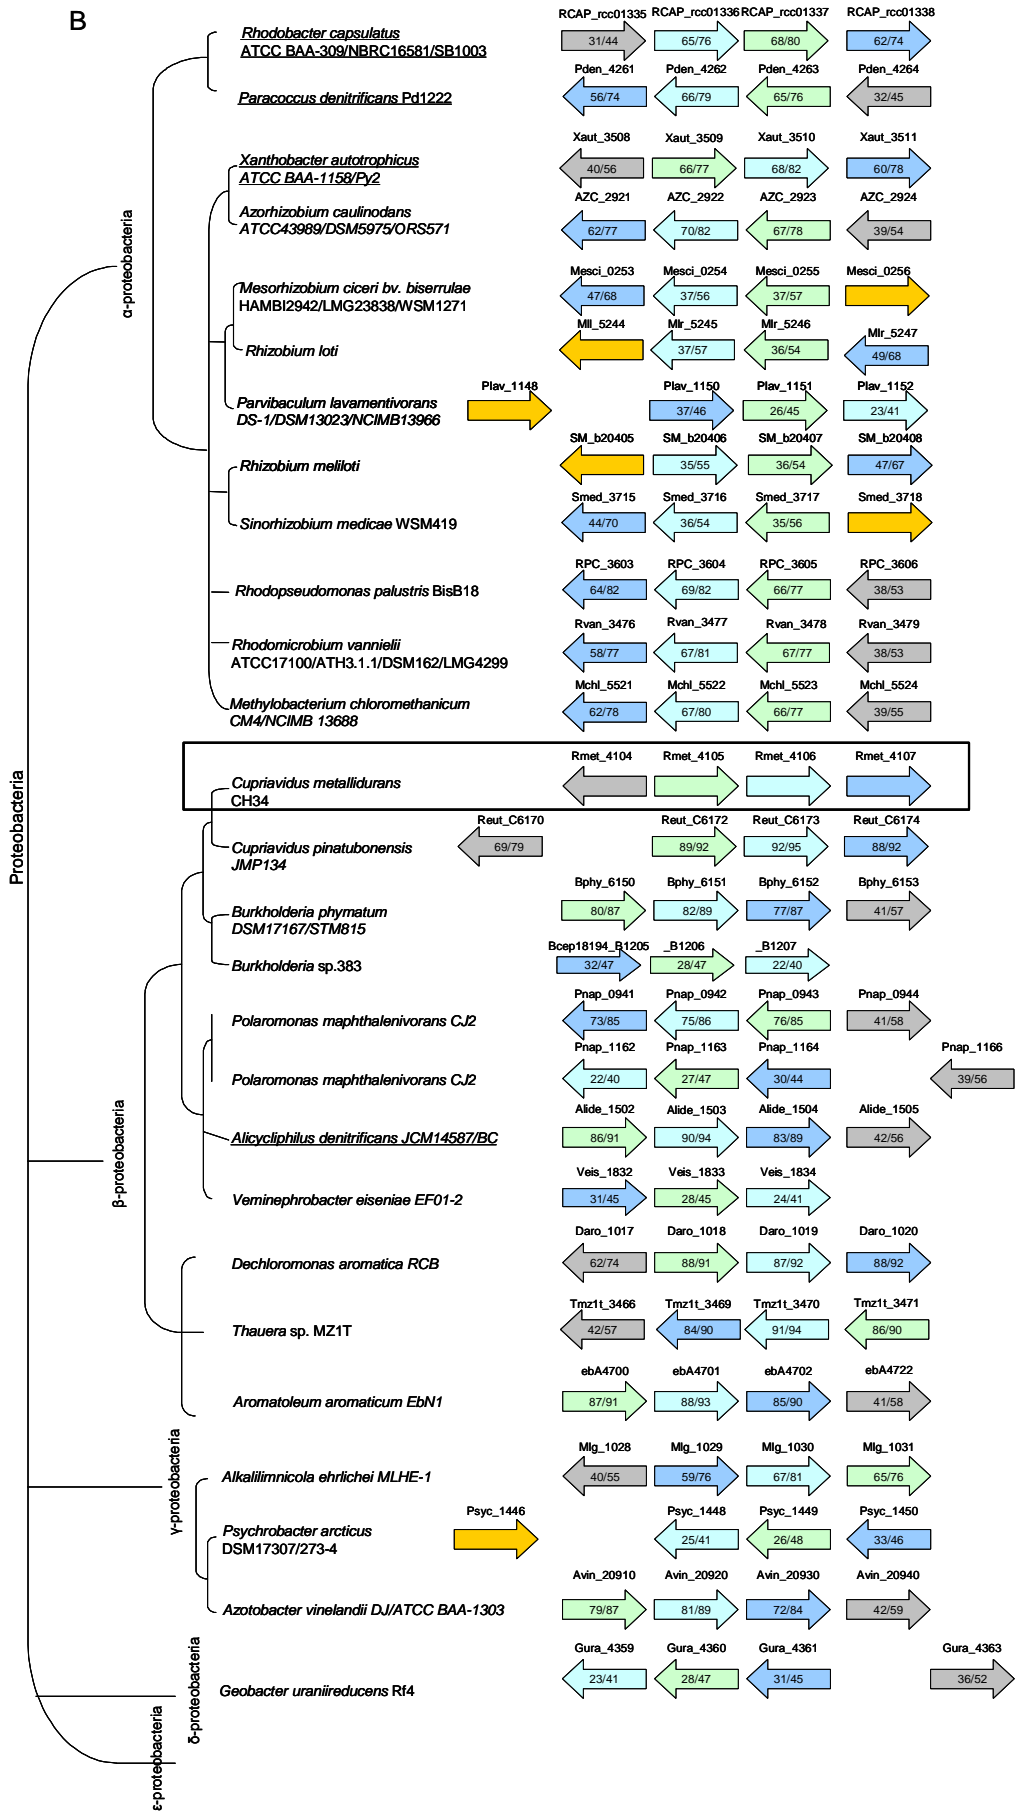 B
RCAP_rcc01335 RCAP_rcc01336 RCAP_rcc01337 RCAP_rcc01338
Rhodobacter capsulatus
ATCC BAA-309/NBRC16581/SB1003
31/44 65/76 68/80 62/74
Pden_4261 Pden_4262 Pden_4263 Pden_4264
Paracoccus denitrificans Pd1222
56/74 66/79 65/76 32/45
Xaut_3508 Xaut_3509 Xaut_3510 Xaut_3511
Xanthobacter autotrophicus
ATCC BAA-1158/Py2
40/56 66/77 68/82 60/78
AZC_2921 AZC_2922 AZC_2923 AZC_2924
Azorhizobium caulinodans
ATCC43989/DSM5975/ORS571
62/77 70/82 67/78 39/54
α-proteobacteria
Mesci_0253 Mesci_0254 Mesci_0255 Mesci_0256
Mesorhizobium ciceri bv. biserrulae
HAMBI2942/LMG23838/WSM1271
47/68 37/56 37/57
Mll_5244 Mlr_5245 Mlr_5246 Mlr_5247
Rhizobium loti
37/57 36/54 49/68
Plav_1148 Plav_1150 Plav_1151 Plav_1152
Parvibaculum lavamentivorans
DS-1/DSM13023/NCIMB13966
37/46 26/45 23/41
SM_b20405 SM_b20406 SM_b20407 SM_b20408
Rhizobium meliloti
35/55 36/54 47/67
Smed_3715 Smed_3716 Smed_3717 Smed_3718
Sinorhizobium medicae WSM419
44/70 36/54 35/56
RPC_3603 RPC_3604 RPC_3605 RPC_3606
Rhodopseudomonas palustris BisB18
64/82 69/82 66/77 38/53
Rvan_3476 Rvan_3477 Rvan_3478 Rvan_3479
Rhodomicrobium vannielii
ATCC17100/ATH3.1.1/DSM162/LMG4299
58/77 67/81 67/77 38/53
Mchl_5521 Mchl_5522 Mchl_5523 Mchl_5524
Methylobacterium chloromethanicum
CM4/NCIMB 13688
62/78 67/80 66/77 39/55
Proteobacteria
Rmet_4104 Rmet_4105 Rmet_4106 Rmet_4107
Cupriavidus metallidurans
CH34
Reut_C6170 Reut_C6172 Reut_C6173 Reut_C6174
Cupriavidus pinatubonensis
JMP134
69/79 89/92 92/95 88/92
Bphy_6150 Bphy_6151 Bphy_6152 Bphy_6153
Burkholderia phymatum
DSM17167/STM815
80/87 82/89 77/87 41/57
Bcep18194_B1205 _B1206 _B1207
Burkholderia sp.383
32/47 28/47 22/40
Pnap_0941 Pnap_0942 Pnap_0943 Pnap_0944
Polaromonas maphthalenivorans CJ2
73/85 75/86 76/85 41/58
Pnap_1162 Pnap_1163 Pnap_1164 Pnap_1166
Polaromonas maphthalenivorans CJ2
22/40 27/47 30/44 39/56
β-proteobacteria
Alide_1502 Alide_1503 Alide_1504 Alide_1505
Alicycliphilus denitrificans JCM14587/BC
86/91 90/94 83/89 42/56
Veis_1832 Veis_1833 Veis_1834
Veminephrobacter eiseniae EF01-2
31/45 28/45 24/41
Daro_1017 Daro_1018 Daro_1019 Daro_1020
Dechloromonas aromatica RCB
62/74 88/91 87/92 88/92
Tmz1t_3466 Tmz1t_3469 Tmz1t_3470 Tmz1t_3471
Thauera sp. MZ1T
42/57 84/90 91/94 86/90
ebA4700 ebA4701 ebA4702 ebA4722
Aromatoleum aromaticum EbN1
87/91 88/93 85/90 41/58
γ-proteobacteria
Mlg_1028 Mlg_1029 Mlg_1030 Mlg_1031
Alkalilimnicola ehrlichei MLHE-1
40/55 59/76 67/81 65/76
Psyc_1446 Psyc_1448 Psyc_1449 Psyc_1450
Psychrobacter arcticus
DSM17307/273-4
25/41 26/48 33/46
Avin_20910 Avin_20920 Avin_20930 Avin_20940
Azotobacter vinelandii DJ/ATCC BAA-1303
79/87 81/89 72/84 42/59
δ-proteobacteria
Gura_4359 Gura_4360 Gura_4361 Gura_4363
Geobacter uraniireducens Rf4
23/41 28/47 31/45 36/52
ε-proteobacteria